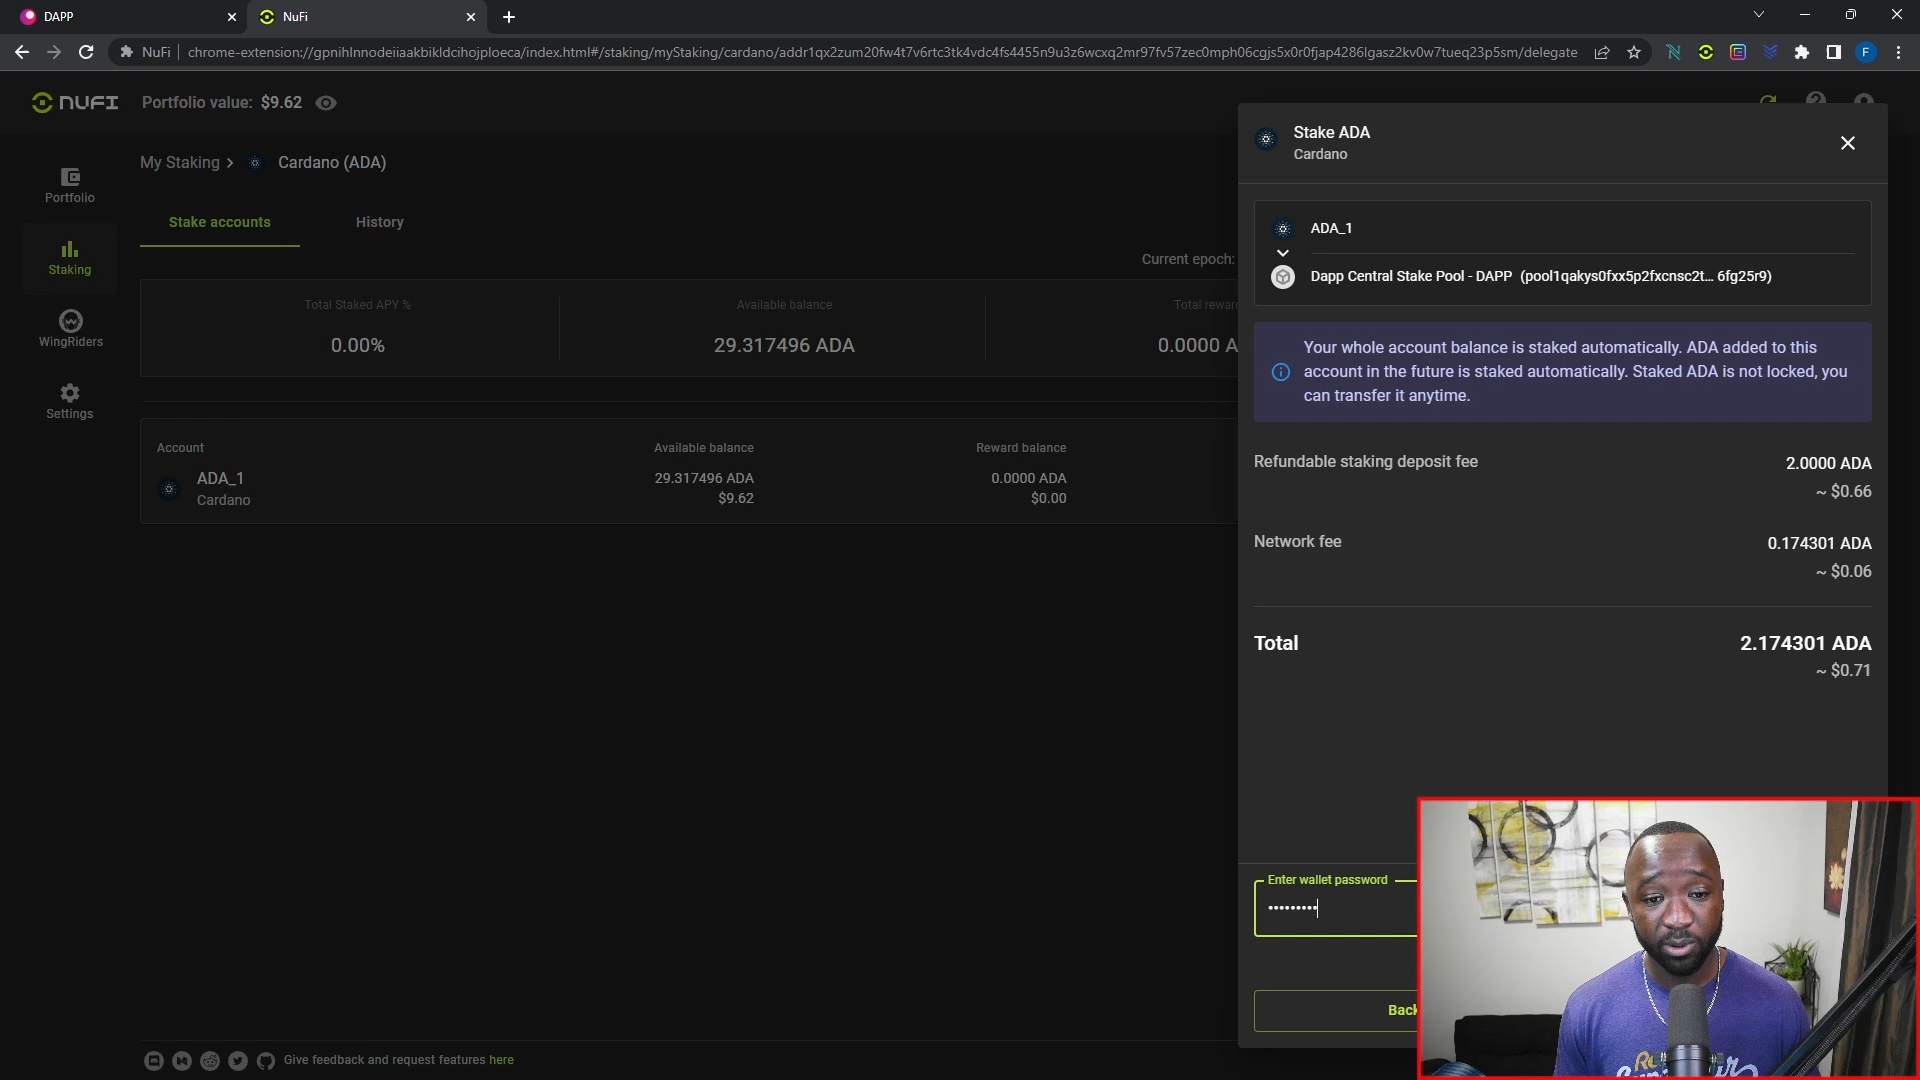 DAPP
NuFi
NuFi
chrome-extension://gpnihlnnodeiiaakbikldcihojploeca/index.html#/staking/myStaking/cardano/addr1qx2zum20fw4t7v6rtc3tk4vdc4fs4455n9u3z6wcxq2mr97fv57zec0mph06cgjs5x0r0fjap4286lgasz2kv0w7tueq23p5sm/delegate
F
NUFI
Portfolio value: $9.62
My Staking > Cardano (ADA)
Portfolio
Staking
WingRiders
Settings
Stake accounts
History
Current epoch:
Total Staked APY %
0.00%
Available balance
29.317496 ADA
Total rewar
0.0000 A
Account
Available balance
Reward balance
ADA_1
Cardano
29.317496 ADA
$9.62
0.0000 ADA
$0.00
Stake ADA
Cardano
ADA_1
Dapp Central Stake Pool - DAPP (pool1qakys0fxx5p2fxcnsc2t... 6fg25r9)
Your whole account balance is staked automatically. ADA added to this
account in the future is staked automatically. Staked ADA is not locked, you
can transfer it anytime.
Refundable staking deposit fee
2.0000 ADA
~ $0.66
Network fee
0.174301 ADA
~ $0.06
Total
2.174301 ADA
~ $0.71
Enter wallet password
Back
Give feedback and request features here